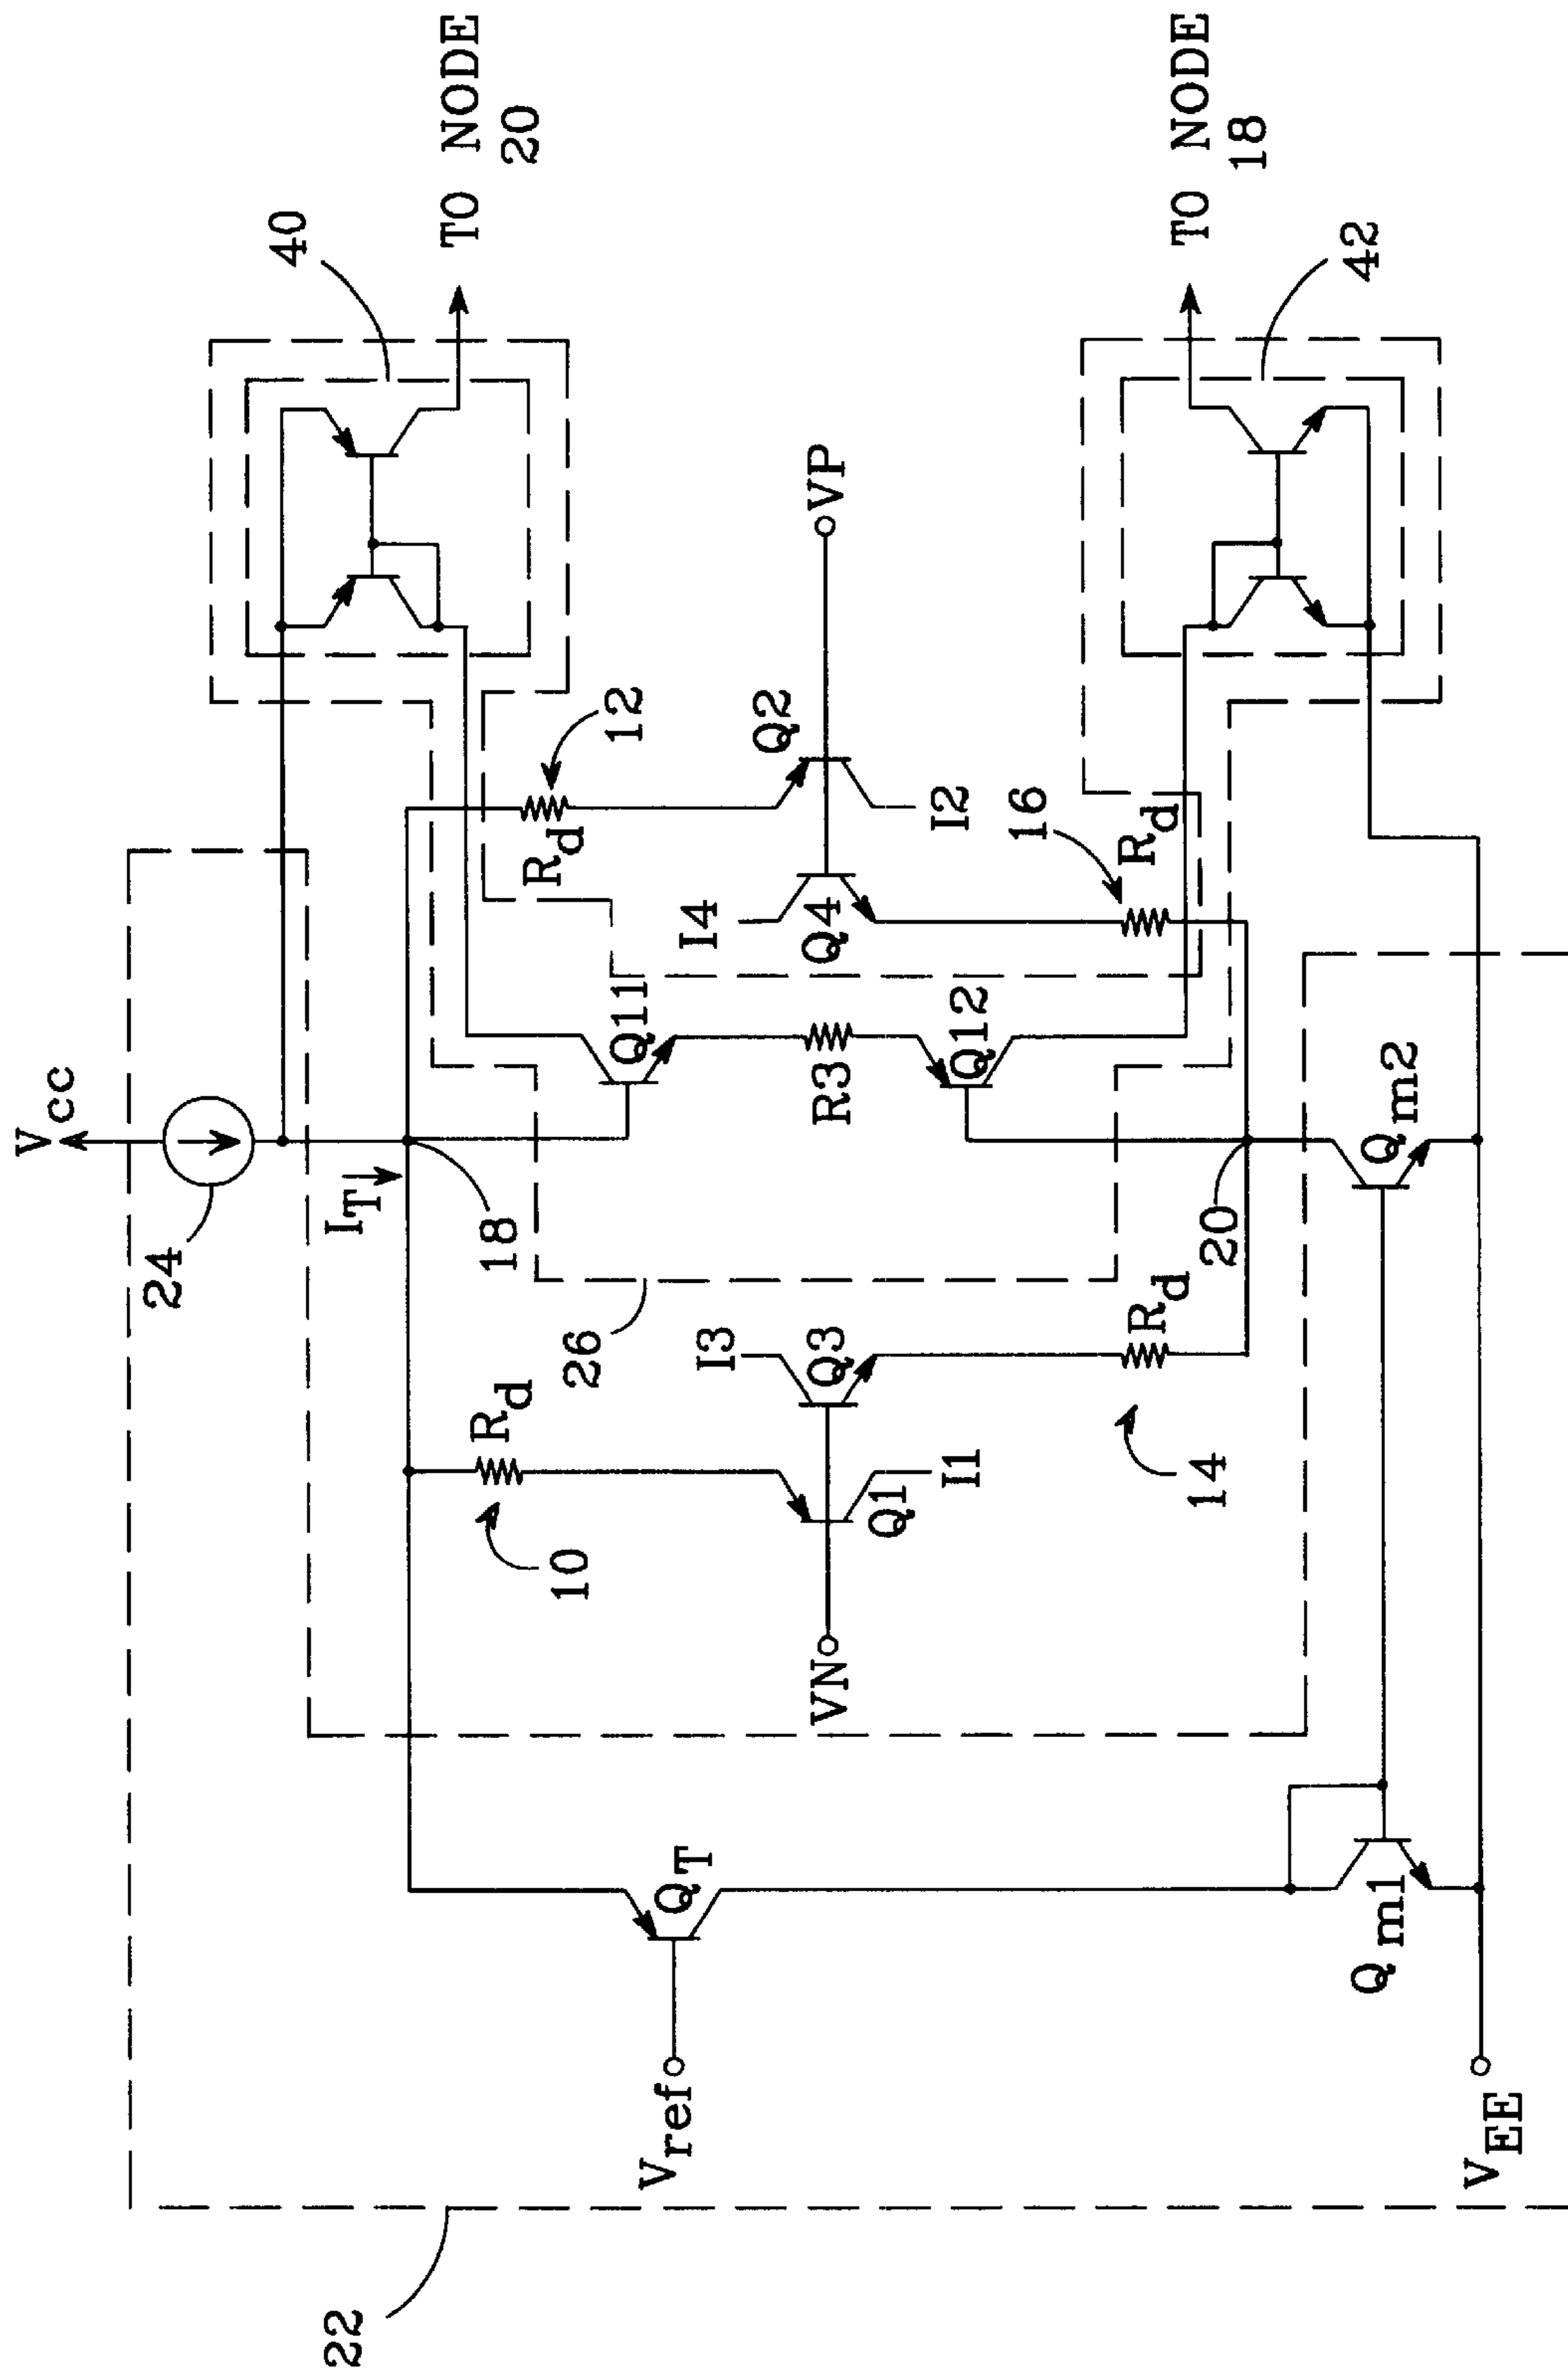 Vcc
24
IT
18
40
TO NODE
20
12
Rd
Q2
VP
I2
I4
Q4
16
Rd
Q11
R3
Q12
26
10
Rd
I3
Q3
Q1
I1
VN
Rd
14
20
TO NODE
18
42
Vref
QT
Qm1
Qm2
VEE
22